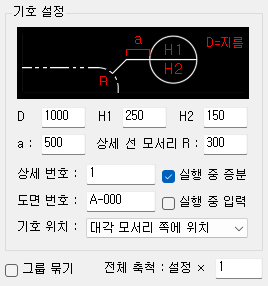 기호 설정
a H1 D=지름
R H2
D 1000 H1 250 H2 150
a : 500 상세 선 모서리 R : 300
상세 번호 : 1 실행 중 증분
도면 번호 : A-000 실행 중 입력
기호 위치 : 대각 모서리 쪽에 위치
그룹 묶기 전체 축척 : 설정 × 1